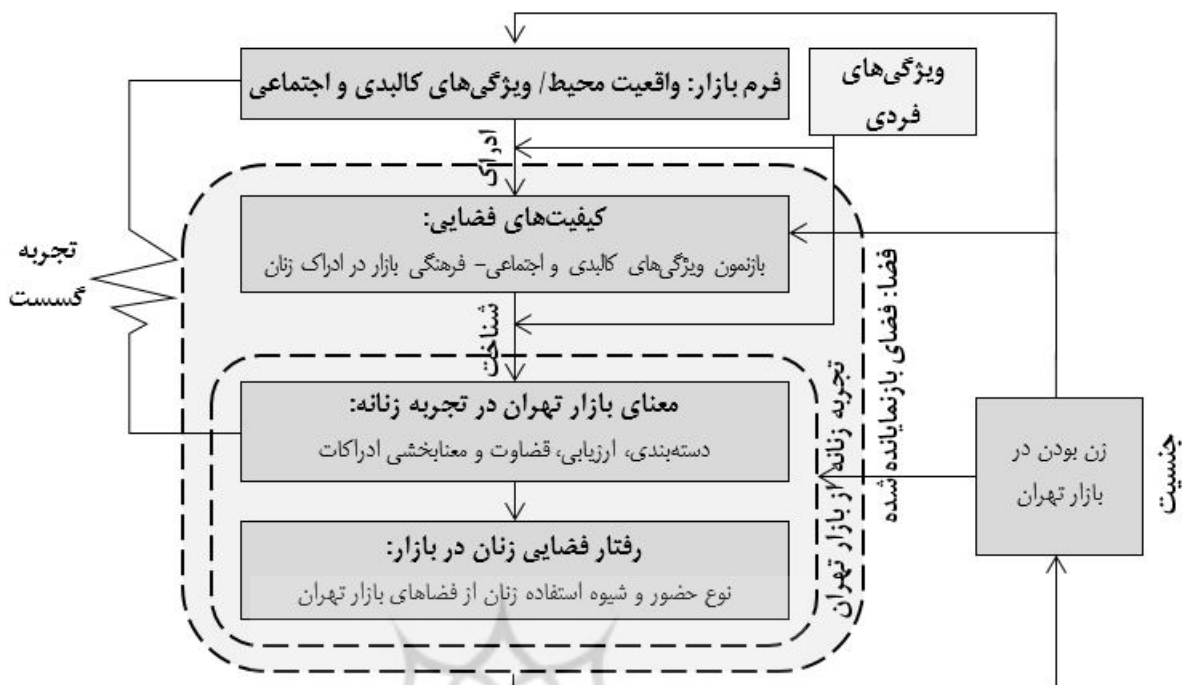 فرم بازار: واقعیت محیط/ ویژگی‌های کالبدی و اجتماعی
ویژگی‌های
فردی
ادراک
کیفیت‌های فضایی:
بازنمون ویژگی‌های کالبدی و اجتماعی- فرهنگی بازار در ادراک زنان
تجربه
گسست
شناخت
معنای بازار تهران در تجربه زنانه:
دسته‌بندی، ارزیابی، قضاوت و معنابخشی ادراکات
رفتار فضایی زنان در بازار:
نوع حضور و شیوه استفاده زنان از فضاهای بازار تهران
تجربه زنانه از بازار تهران
فضا: فضای بازنمایانده شده
زن بودن در
بازار تهران
جنسیت